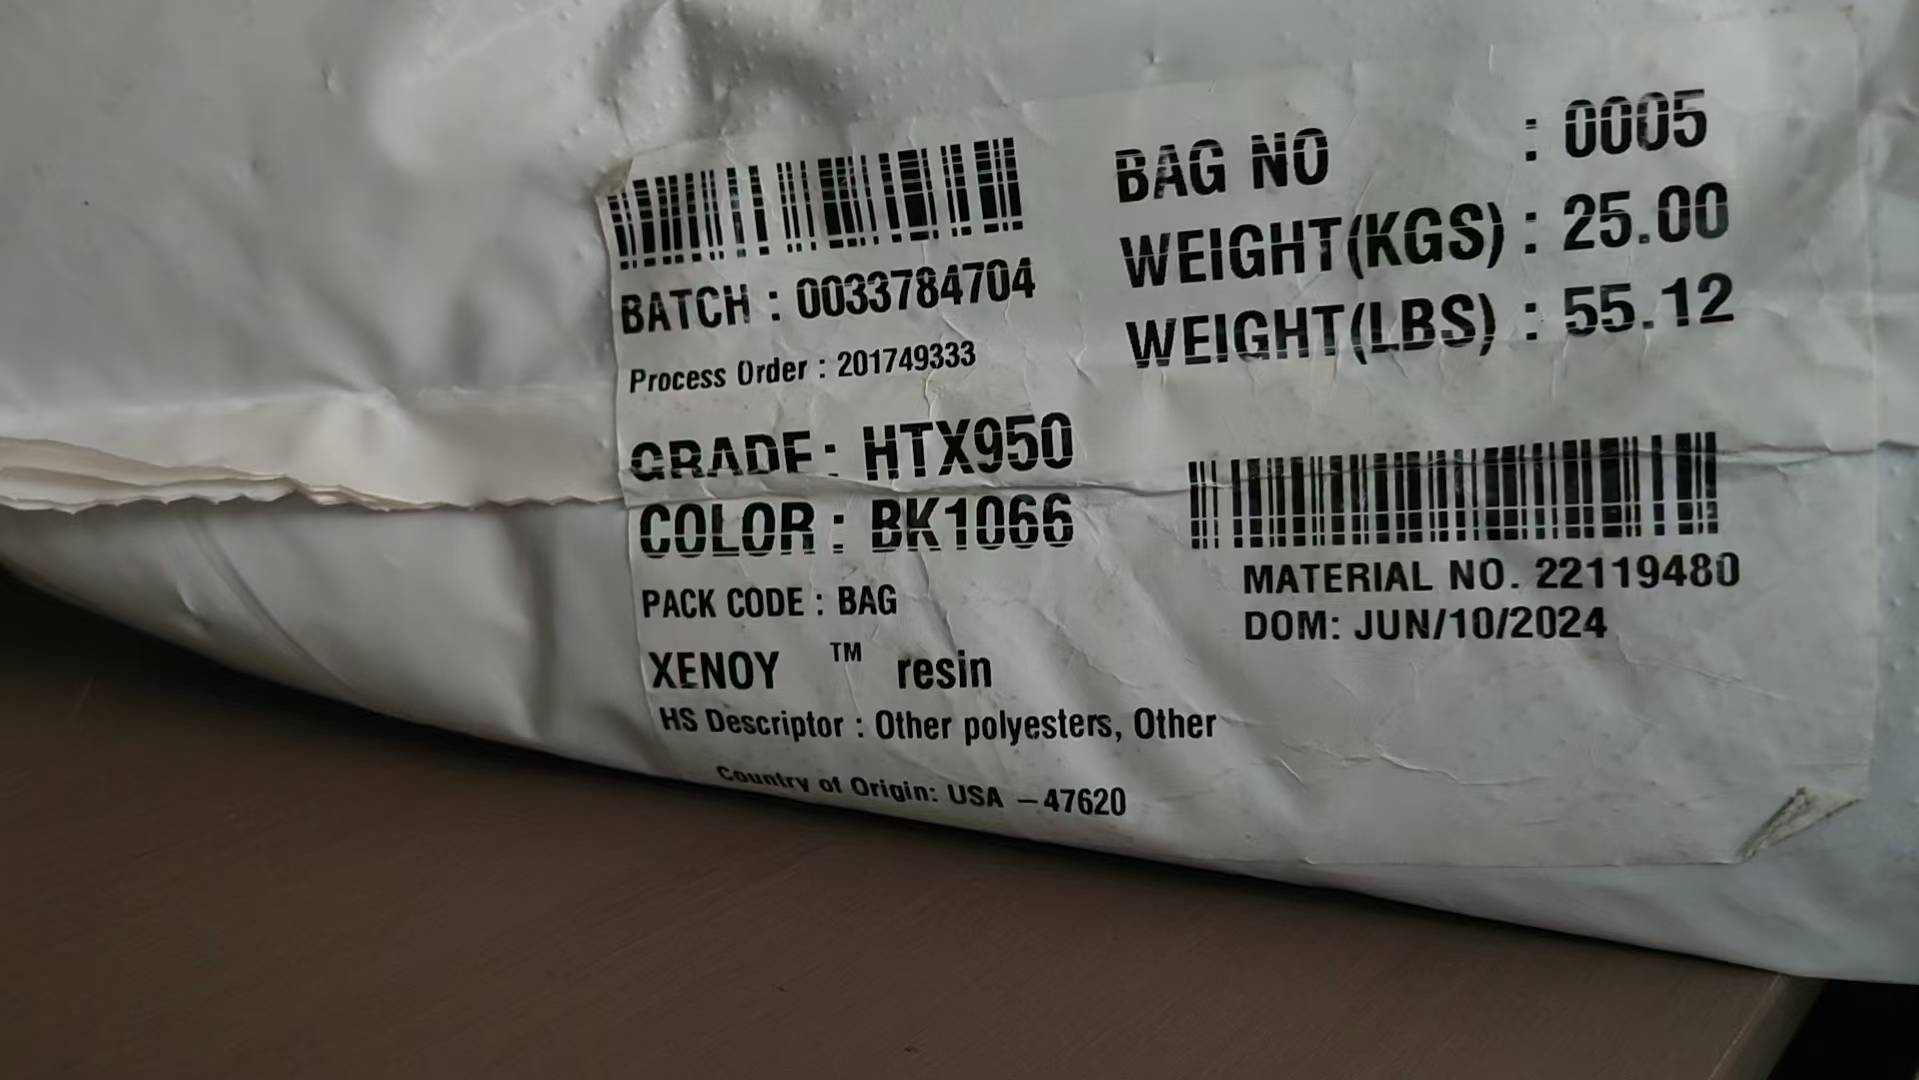 BATCH : 0033784704
Process Order : 201749333
GRADE : HTX950
COLOR : BK1066
PACK CODE : BAG
XENOY ™ resin
HS Descriptor : Other polyesters, Other
Country of Origin: USA -47620
BAG NO : 0005
WEIGHT(KGS) : 25.00
WEIGHT(LBS) : 55.12
MATERIAL NO. 22119480
DOM: JUN/10/2024